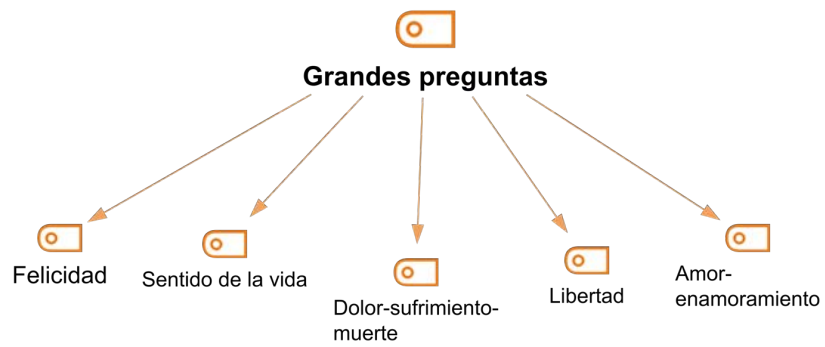 Grandes preguntas
Felicidad
Sentido de la vida
Dolor-sufrimiento-
muerte
Libertad
Amor-
enamoramiento